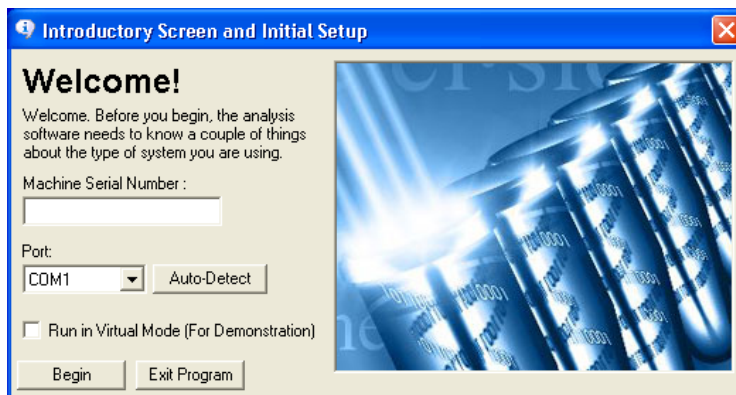 Introductory Screen and Initial Setup
Welcome!
Welcome. Before you begin, the analysis
software needs to know a couple of things
about the type of system you are using.
Machine Serial Number :
Port:
COM1
Auto-Detect
Run in Virtual Mode (For Demonstration)
Begin
Exit Program